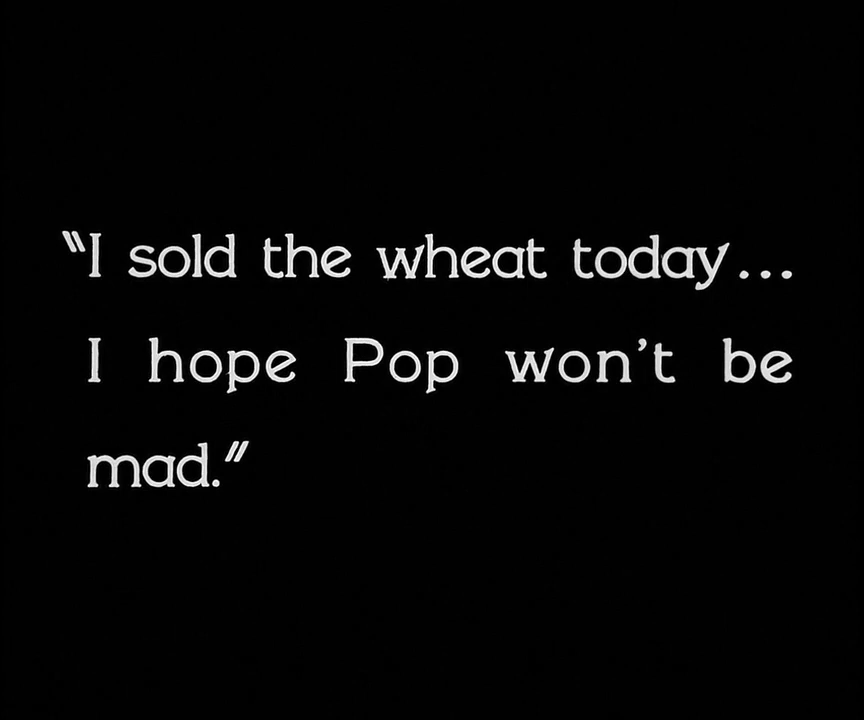 “I sold the wheat today...
I hope Pop won’t be
mad.”